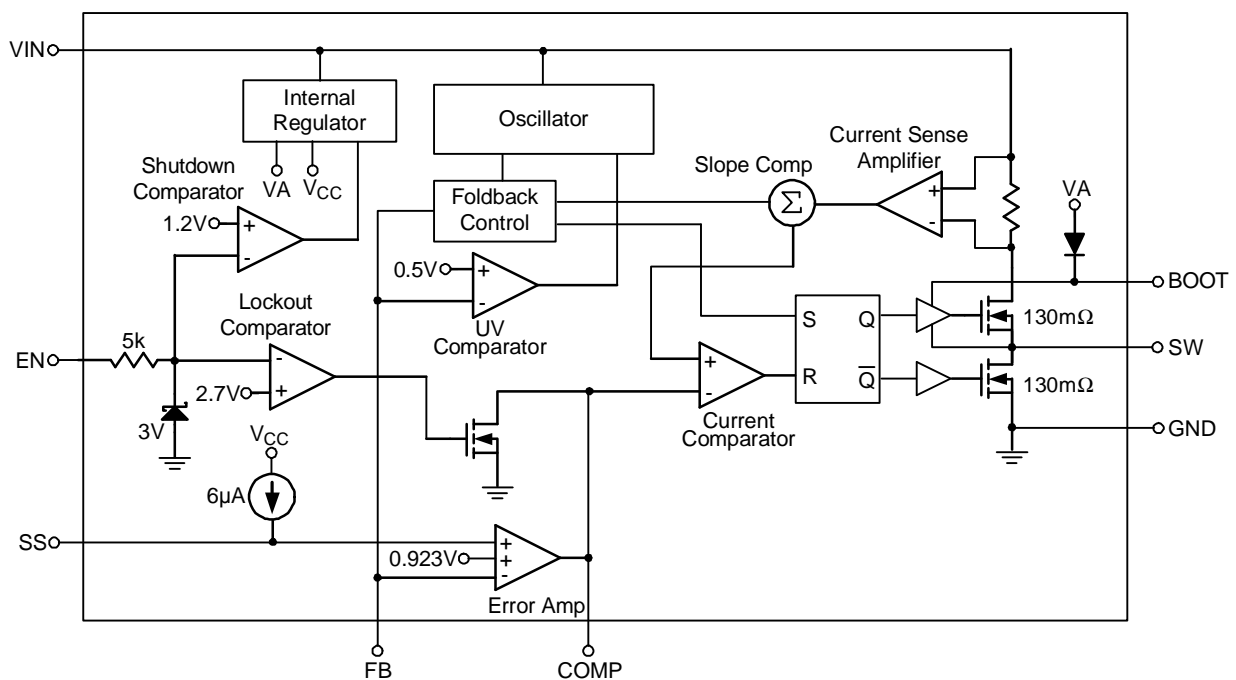 VIN
Internal
Regulator
Oscillator
Current Sense
Amplifier
Slope Comp
Shutdown
Comparator
VA
VCC
Foldback
Control
+
-
Σ
VA
1.2V
+
-
0.5V
+
-
BOOT
Lockout
Comparator
UV
Comparator
S
Q
130mΩ
5k
EN
-
+
2.7V
+
-
R
Q̅
SW
130mΩ
3V
Current
Comparator
GND
VCC
6µA
SS
0.923V
+
+
-
Error Amp
FB
COMP